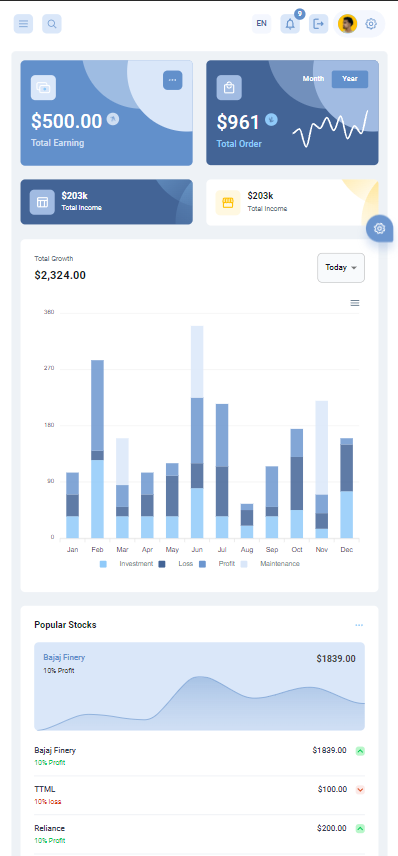 EN
9
$500.00
Total Earning
Month Year
$961
Total Order
$203k
Total Income
$203k
Total Income
Total Growth
$2,324.00
Today
360
270
180
90
0
Jan Feb Mar Apr May Jun Jul Aug Sep Oct Nov Dec
Investment Loss Profit Maintenance
Popular Stocks
Bajaj Finery $1839.00
10% Profit
Bajaj Finery $1839.00
10% Profit
TTML $100.00
10% loss
Reliance $200.00
10% Profit